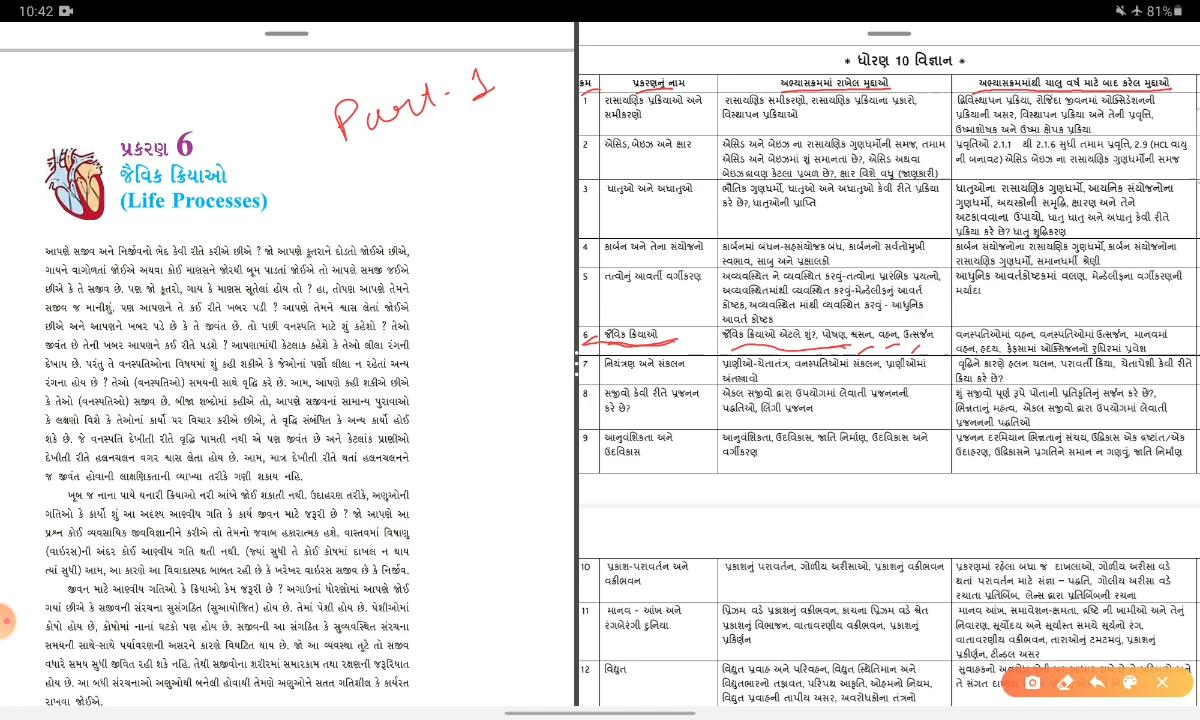 10:42
81%
Part-1
પ્રકરણ 6
જૈવિક ક્રિયાઓ
(Life Processes)
આપણે સજીવ અને નિર્જીવનો ભેદ કેવી રીતે કરીએ છીએ ? જો આપણે કૂતરાને દોડતો જોઈએ છીએ,
ગાયને વાગોળતાં જોઈએ અથવા કોઈ માણસને જોરથી બૂમ પાડતાં જોઈએ તો આપણે સમજી જઈએ
છીએ કે તે સજીવ છે. પણ જો કૂતરો, ગાય કે માણસ સૂતેલાં હોય તો ? હા, તોપણ આપણે તેમને
સજીવ જ માનીશું. પણ આપણને તે કઈ રીતે ખબર પડી ? આપણે તેમને શ્વાસ લેતાં જોઈએ
છીએ અને આપણને ખબર પડે છે કે તે જીવંત છે. તો પછી વનસ્પતિ માટે શું કહેશો ? તેઓ
જીવંત છે તેની ખબર આપણને કઈ રીતે પડશે ? આપણામાંથી કેટલાક કહેશે કે તેઓ લીલા રંગની
દેખાય છે. પરંતુ તે વનસ્પતિઓના વિષયમાં શું કહી શકીએ કે જેઓનાં પર્ણો લીલા ન રહેતાં અન્ય
રંગના હોય છે ? તેઓ (વનસ્પતિઓ) સમયની સાથે વૃદ્ધિ કરે છે. આમ, આપણે કહી શકીએ છીએ
કે તેઓ (વનસ્પતિઓ) સજીવ છે. બીજા શબ્દોમાં કહીએ તો, આપણે સજીવનાં સામાન્ય પુરાવાઓ
કે લક્ષણો વિશે કે તેઓનાં કાર્યો પર વિચાર કરીએ છીએ, તે વૃદ્ધિ સંબંધિત કે અન્ય કાર્યો હોઈ
શકે છે. જે વનસ્પતિ દેખીતી રીતે વૃદ્ધિ પામતી નથી એ પણ જીવંત છે અને કેટલાંક પ્રાણીઓ
દેખીતી રીતે હલનચલન વગર શ્વાસ લેતા હોય છે. આમ, માત્ર દેખીતી રીતે થતાં હલનચલનને
જ જીવંત હોવાની લાક્ષણિકતાની વ્યાખ્યા તરીકે ગણી શકાય નહિ.
ખૂબ જ નાના પાયે થનારી ક્રિયાઓ નરી આંખે જોઈ શકાતી નથી. ઉદાહરણ તરીકે, અણુઓની
ગતિઓ કે કાર્યો શું આ અદશ્ય આણ્વીય ગતિ કે કાર્ય જીવન માટે જરૂરી છે ? જો આપણે આ
પ્રશ્ન કોઈ વ્યવસાયિક જીવવિજ્ઞાનીને કરીએ તો તેમનો જવાબ હકારાત્મક હશે. વાસ્તવમાં વિષાણુ
(વાઇરસ)ની અંદર કોઈ આણ્વીય ગતિ થતી નથી. (જ્યાં સુધી તે કોઈ કોષમાં દાખલ ન થાય
ત્યાં સુધી) આમ, આ કારણે આ વિવાદાસ્પદ બાબત રહી છે કે ખરેખર વાઇરસ સજીવ છે કે નિર્જીવ.
જીવન માટે આણ્વીય ગતિઓ કે ક્રિયાઓ કેમ જરૂરી છે ? અગાઉનાં ધોરણોમાં આપણે જોઈ
ગયાં છીએ કે સજીવની સંરચના સુસંગઠિત (સુઆયોજિત) હોય છે. તેમાં પેશી હોય છે. પેશીઓમાં
કોષો હોય છે, કોષોમાં નાનાં ઘટકો પણ હોય છે. સજીવની આ સંગઠિત કે સુવ્યવસ્થિત સંરચના
સમયની સાથે-સાથે પર્યાવરણની અસરને કારણે વિઘટિત થાય છે. જો આ વ્યવસ્થા તૂટે તો સજીવ
વધારે સમય સુધી જીવિત રહી શકે નહિ. તેથી સજીવોના શરીરમાં સમારકામ તથા રક્ષણની જરૂરિયાત
હોય છે. આ બધી સંરચનાઓ અણુઓથી બનેલી હોવાથી તેમણે અણુઓને સતત ગતિશીલ કે કાર્યરત
રાખવા જોઈએ.
* ધોરણ 10 વિજ્ઞાન *
ક્રમ પ્રકરણનું નામ અભ્યાસક્રમમાં રાખેલ મુદ્દાઓ અભ્યાસક્રમમાંથી ચાલુ વર્ષ માટે બાદ કરેલ મુદ્દાઓ
1 રાસાયણિક પ્રક્રિયાઓ અને રાસાયણિક સમીકરણો, રાસાયણિક પ્રક્રિયાના પ્રકારો, દ્વિવિસ્થાપન પ્રક્રિયા, રોજિંદા જીવનમાં ઓક્સિડેશનની
સમીકરણો વિસ્થાપન પ્રક્રિયાઓ પ્રક્રિયાની અસર, વિસ્થાપન પ્રક્રિયા અને તેની પ્રવૃત્તિ,
ઉષ્માશોષક અને ઉષ્મા ક્ષેપક પ્રક્રિયા
2 એસિડ, બેઇઝ અને ક્ષાર એસિડ અને બેઇઝ ના રાસાયણિક ગુણધર્મોની સમજ, તમામ પ્રવૃતિઓ 2.1.1 થી 2.1.6 સુધી તમામ પ્રવૃતિ, 2.9 (HCL વાયુ
એસિડ અને બેઇઝમાં શું સમાનતા છે?, એસિડ અથવા ની બનાવટ) એસિડ બેઇઝ ના રાસાયણિક ગુણધર્મોની સમજ
બેઇઝ દ્રાવણ કેટલા પ્રબળ છે?, ક્ષાર વિશે વધુ (જાણકારી)
3 ધાતુઓ અને અધાતુઓ ભૌતિક ગુણધર્મો, ધાતુઓ અને અધાતુઓ કેવી રીતે પ્રક્રિયા ધાતુઓના રાસાયણિક ગુણધર્મો, આયનિક સંયોજનોના
કરે છે?, ધાતુઓની પ્રાપ્તિ ગુણધર્મો, અયસ્કોની સમૃદ્ધિ, ક્ષારણ અને તેને
અટકાવવાના ઉપાયો, ધાતુ ધાતુ અને અધાતુ કેવી રીતે
પ્રક્રિયા કરે છે? ધાતુ શુદ્ધિકરણ
4 કાર્બન અને તેના સંયોજનો કાર્બનમાં બંધન-સહસંયોજક બંધ, કાર્બનનો સર્વતોમુખી કાર્બન સંયોજનોના રાસાયણિક ગુણધર્મો, કાર્બન સંયોજનોના
સ્વભાવ, સાબુ અને પ્રક્ષાલકો રાસાયણિક ગુણધર્મો, સમાનધર્મી શ્રેણી
5 તત્વોનું આવર્તી વર્ગીકરણ અવ્યવસ્થિત ને વ્યવસ્થિત કરવું-તત્વોના પ્રારંભિક પ્રયત્નો, આધુનિક આવર્તકોષ્ટકમાં વલણ, મેન્ડેલીફના વર્ગીકરણની
અવ્યવસ્થિતમાંથી વ્યવસ્થિત કરવું-મેન્ડેલીફનું આવર્ત મર્યાદા
કોષ્ટક, અવ્યવસ્થિત માંથી વ્યવસ્થિત કરવું - આધુનિક
આવર્ત કોષ્ટક
6 જૈવિક ક્રિયાઓ જૈવિક ક્રિયાઓ એટલે શું?, પોષણ, શ્વસન, વહન, ઉત્સર્જન વનસ્પતિઓમાં વહન, વનસ્પતિઓમાં ઉત્સર્જન, માનવમાં
વહન, હૃદય, ફેફસામાં ઓક્સિજનનો રુધિરમાં પ્રવેશ
7 નિયંત્રણ અને સંકલન પ્રાણીઓ-ચેતાતંત્ર, વનસ્પતિઓમાં સંકલન, પ્રાણીઓમાં વૃદ્ધિને કારણે હલન ચલન, પરાવર્તી ક્રિયા, ચેતાપેશી કેવી રીતે
અંતસ્ત્રાવો ક્રિયા કરે છે?
8 સજીવો કેવી રીતે પ્રજનન એકલ સજીવો દ્વારા ઉપયોગમાં લેવાતી પ્રજનનની શું સજીવો પૂર્ણ રૂપે પોતાની પ્રતિકૃતિનું સર્જન કરે છે?,
કરે છે? પદ્ધતિઓ, લિંગી પ્રજનન ભિન્નતાનું મહત્વ, એકલ સજીવો દ્વારા ઉપયોગમાં લેવાતી
પ્રજનનની પદ્ધતિઓ
9 આનુવંશિકતા અને આનુવંશિકતા, ઉદવિકાસ, જાતિ નિર્માણ, ઉદવિકાસ અને પ્રજનન દરમિયાન ભિન્નતાનું સંચય, ઉદ્વિકાસ એક દ્રષ્ટાંત/એક
ઉદવિકાસ વર્ગીકરણ ઉદાહરણ, ઉદ્વિકાસને પ્રગતિને સમાન ન ગણવું, જાતિ નિર્માણ
10 પ્રકાશ-પરાવર્તન અને પ્રકાશનું પરાવર્તન, ગોળીય અરીસાઓ, પ્રકાશનું વક્રીભવન પ્રકરણમાં રહેલા બધા જ દાખલાઓ, ગોળીય અરીસા વડે
વક્રીભવન થતાં પરાવર્તન માટે સંજ્ઞા – પદ્ધતિ, ગોલીય અરીસા વડે
રચાતા પ્રતિબિંબ, લેન્સ દ્વારા પ્રતિબિંબની રચના
11 માનવ - આંખ અને પ્રિઝમ વડે પ્રકાશનું વક્રીભવન, કાચના પ્રિઝમ વડે શ્વેત માનવ આંખ, સમાવેશન-ક્ષમતા, દ્રષ્ટિ ની ખામીઓ અને તેનું
રંગબેરંગી દુનિયા પ્રકાશનું વિભાજન, વાતાવરણીય વક્રીભવન, પ્રકાશનું નિવારણ, સૂર્યોદય અને સૂર્યાસ્ત સમયે સૂર્યનો રંગ,
પ્રકિર્ણન વાતાવરણીય વક્રીભવન, તારાઓનું ટમટમવું, પ્રકાશનું
પ્રકીર્ણન, ટીન્ડલ અસર
12 વિદ્યુત વિદ્યુત પ્રવાહ અને પરિવહન, વિદ્યુત સ્થિતિમાન અને સુવાહકનો
વિદ્યુતભારનો તફાવત, પરિપથ આકૃતિ, ઓહમનો નિયમ, તે સંગત
વિદ્યુત પ્રવાહની તાપીય અસર, અવરોધકોના તંત્રનો